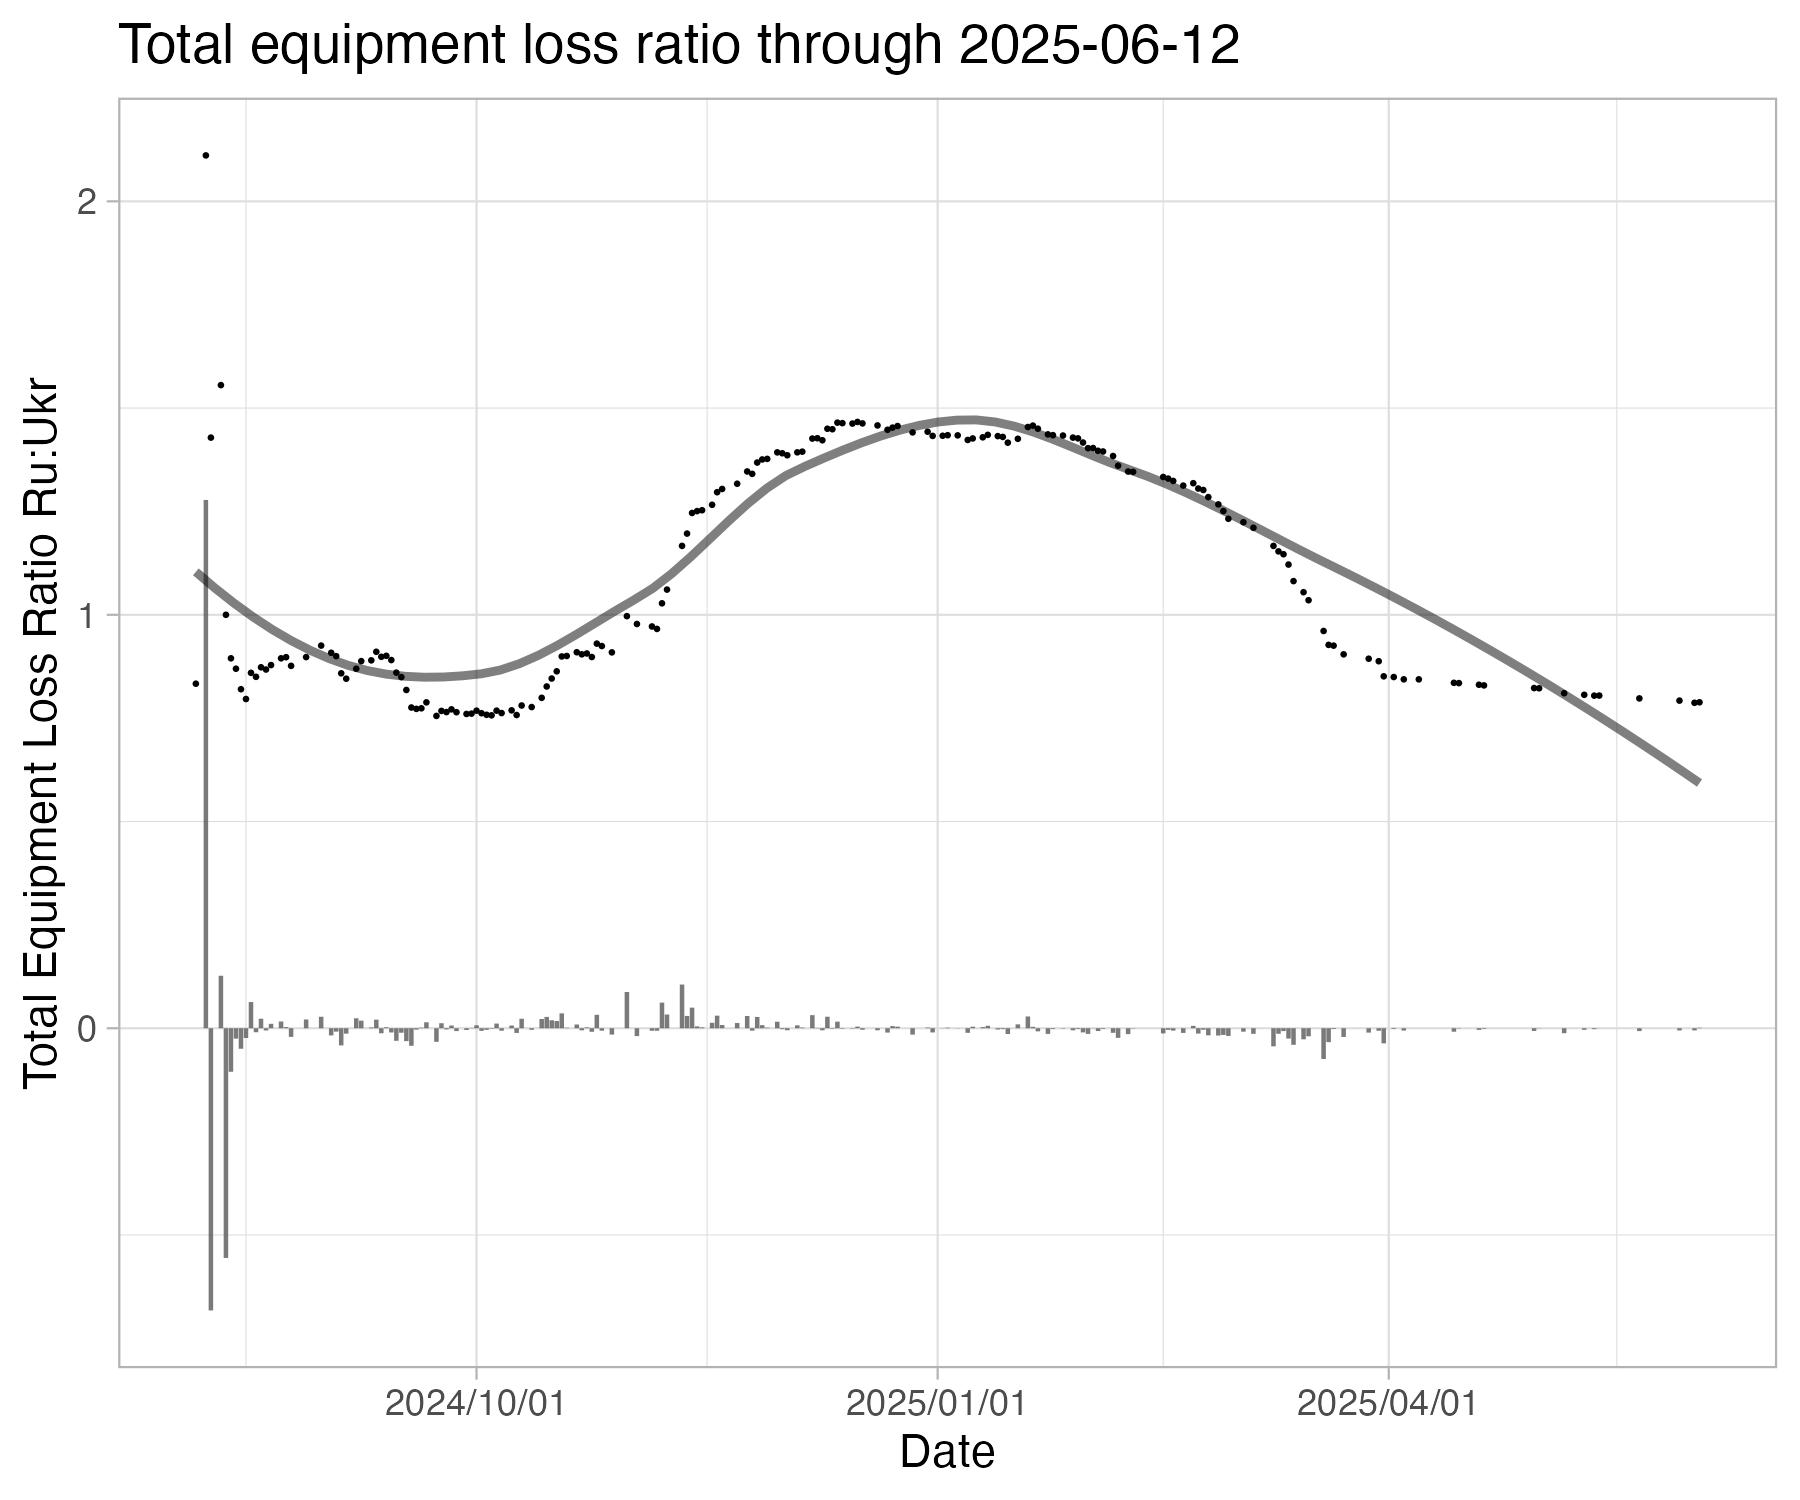 Total equipment loss ratio through 2025-06-12
Total Equipment Loss Ratio Ru:Ukr
2
1
0
2024/10/01
2025/01/01
2025/04/01
Date